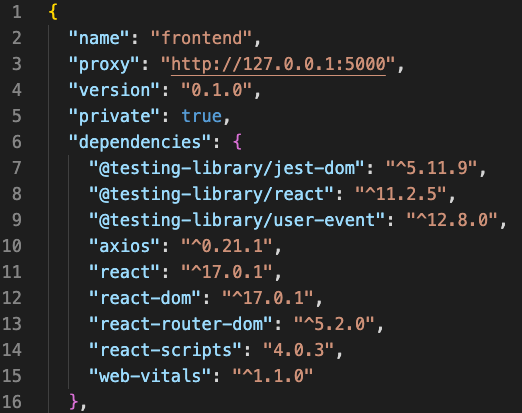 1 {
2 "name": "frontend",
3 "proxy": "http://127.0.0.1:5000",
4 "version": "0.1.0",
5 "private": true,
6 "dependencies": {
7 "@testing-library/jest-dom": "^5.11.9",
8 "@testing-library/react": "^11.2.5",
9 "@testing-library/user-event": "^12.8.0",
10 "axios": "^0.21.1",
11 "react": "^17.0.1",
12 "react-dom": "^17.0.1",
13 "react-router-dom": "^5.2.0",
14 "react-scripts": "4.0.3",
15 "web-vitals": "^1.1.0"
16 },